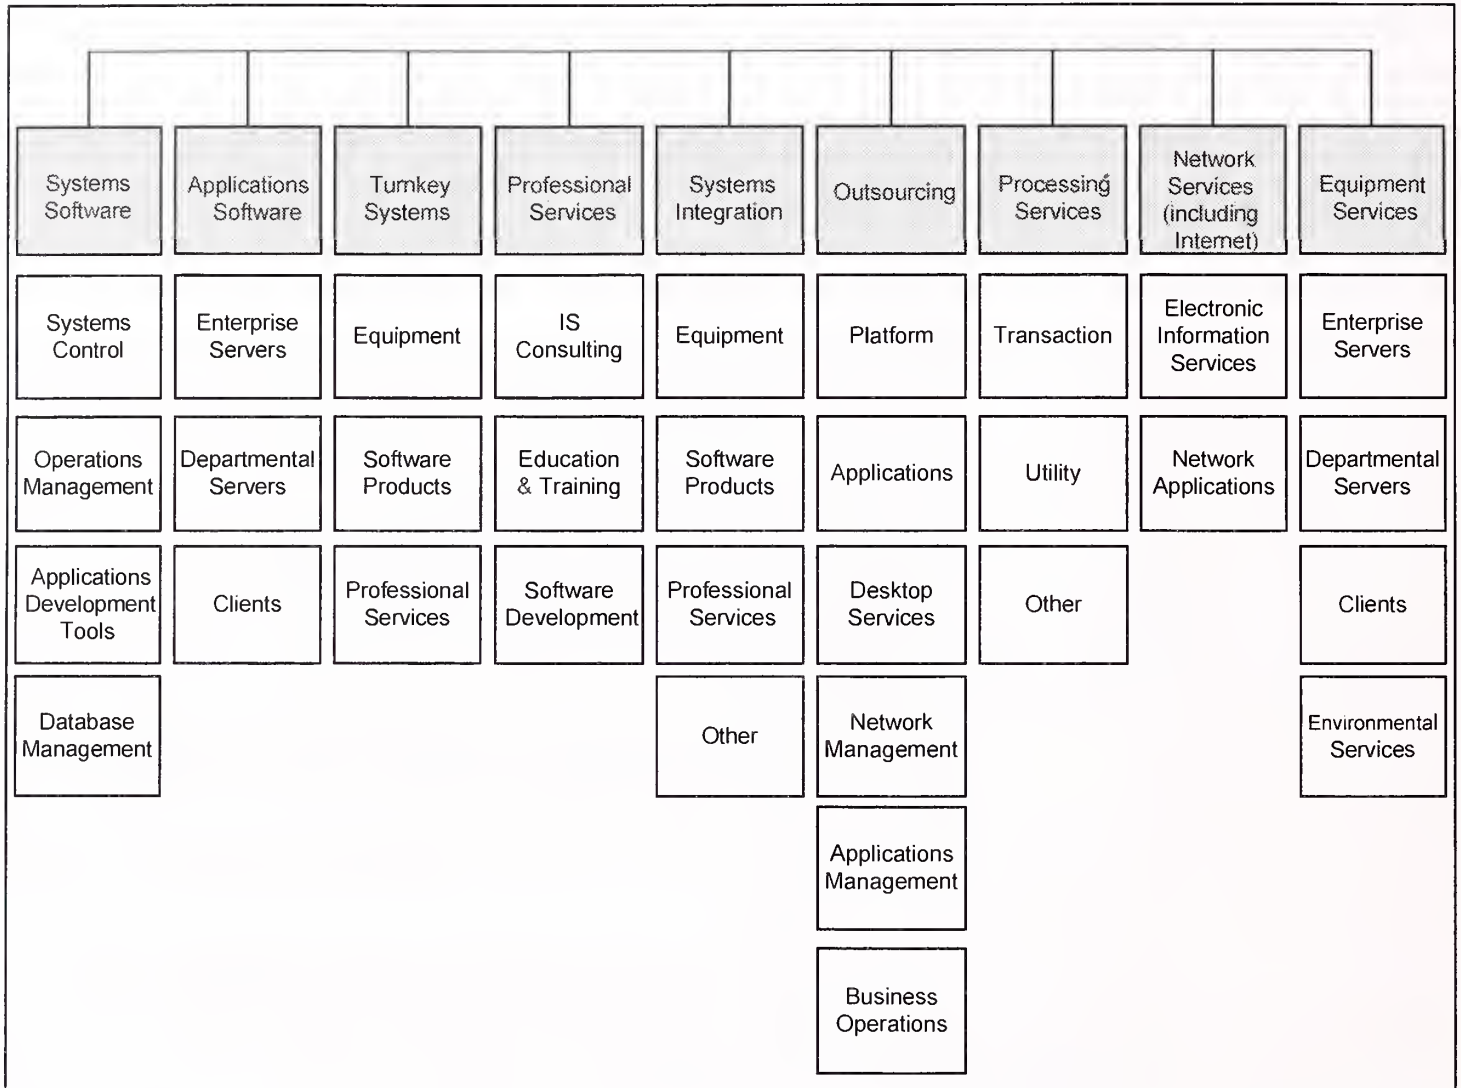 Systems
Software
Applications
Software
Turnkey
Systems
Professional
Services
Systems
Integration
Outsourcing
Processing
Services
Network
Services
(including
Internet)
Equipment
Services
Systems
Control
Enterprise
Servers
Equipment
IS
Consulting
Equipment
Platform
Transaction
Electronic
Information
Services
Enterprise
Servers
Operations
Management
Departmental
Servers
Software
Products
Education
& Training
Software
Products
Applications
Utility
Network
Applications
Departmental
Servers
Applications
Development
Tools
Clients
Professional
Services
Software
Development
Professional
Services
Desktop
Services
Other
Clients
Database
Management
Other
Network
Management
Environmental
Services
Applications
Management
Business
Operations